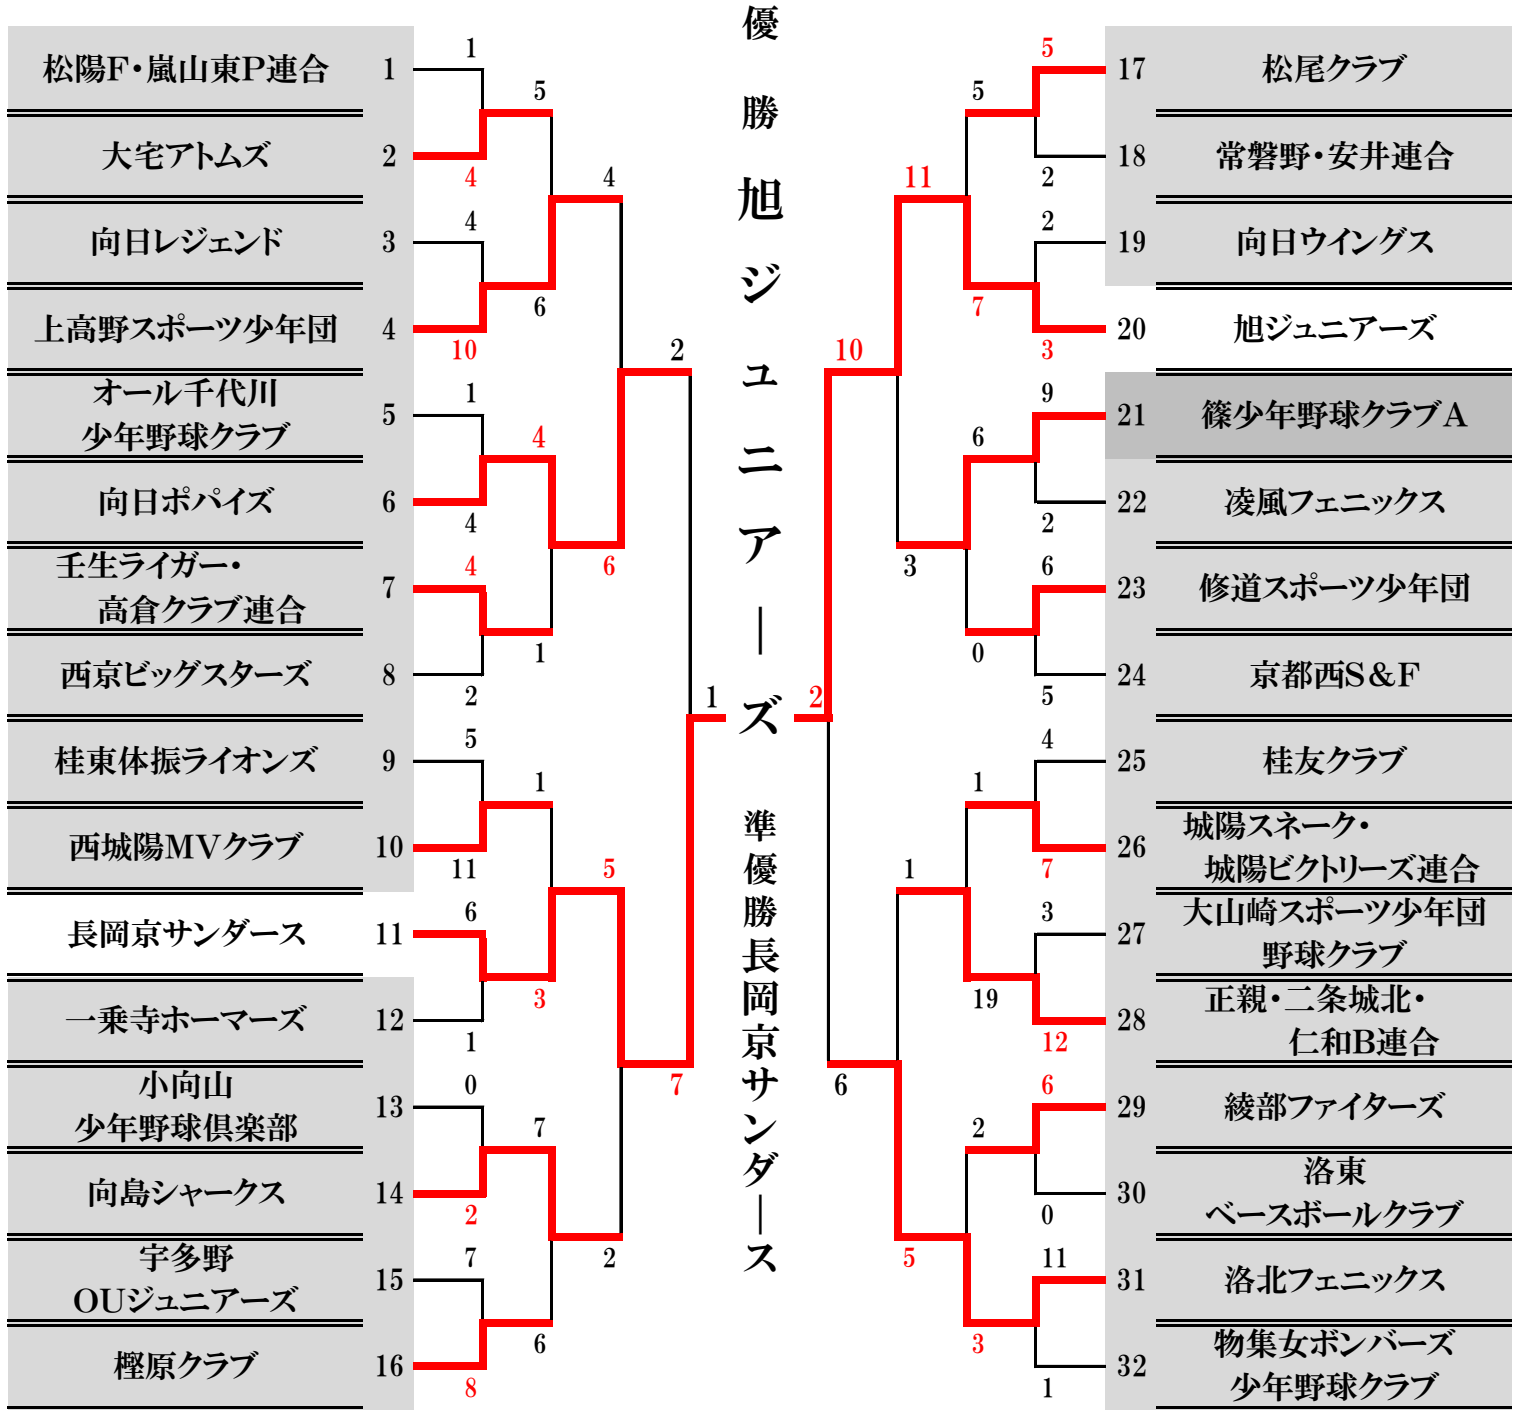 優勝 旭ジュニアーズ
準優勝 長岡京サンダース
松陽F・嵐山東P連合 1
大宅アトムズ 2
向日レジェンド 3
上高野スポーツ少年団 4
オール千代川
少年野球クラブ 5
向日ポパイズ 6
壬生ライガー・
高倉クラブ連合 7
西京ビッグスターズ 8
桂東体振ライオンズ 9
西城陽MVクラブ 10
長岡京サンダース 11
一乗寺ホーマーズ 12
小向山
少年野球倶楽部 13
向島シャークス 14
宇多野
OUジュニアーズ 15
樫原クラブ 16
1
4
4
10
1
4
4
2
5
11
6
1
0
2
7
8
5
6
4
1
1
3
7
6
4
6
5
2
2
7
1
2
10
6
11
3
1
5
5
7
6
0
1
19
2
3
5
2
2
3
9
2
6
5
4
7
3
12
6
0
11
1
17 松尾クラブ
18 常磐野・安井連合
19 向日ウイングス
20 旭ジュニアーズ
21 篠少年野球クラブA
22 凌風フェニックス
23 修道スポーツ少年団
24 京都西S&F
25 桂友クラブ
26 城陽スネーク・
城陽ビクトリーズ連合
27 大山崎スポーツ少年団
野球クラブ
28 正親・二条城北・
仁和B連合
29 綾部ファイターズ
30 洛東
ベースボールクラブ
31 洛北フェニックス
32 物集女ボンバーズ
少年野球クラブ